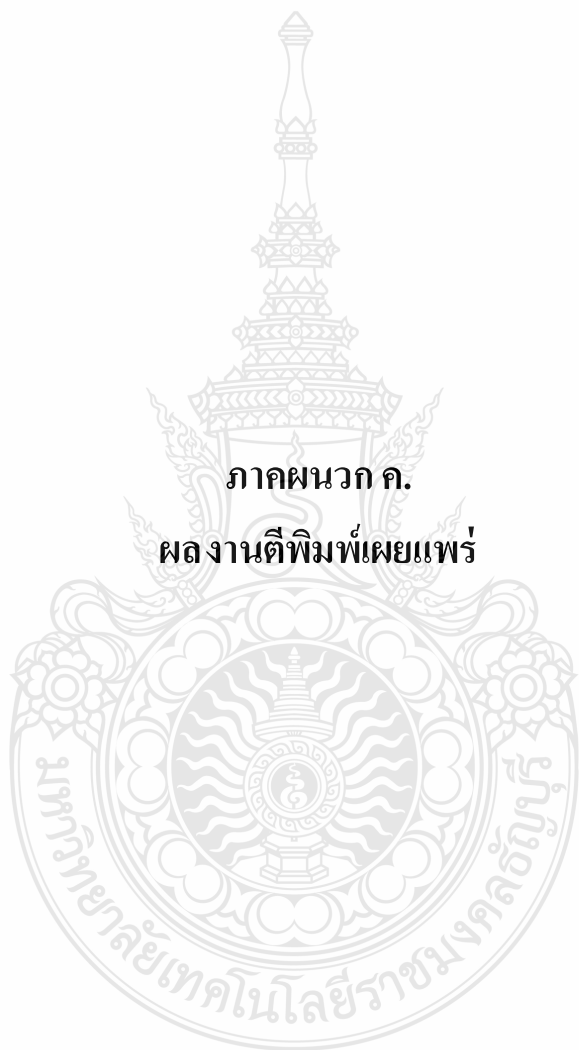 ภาคผนวก ค.
ผลงานตีพิมพ์เผยแพร่
มหาวิทยาลัยเทคโนโลยีราชมงคลธัญบุรี